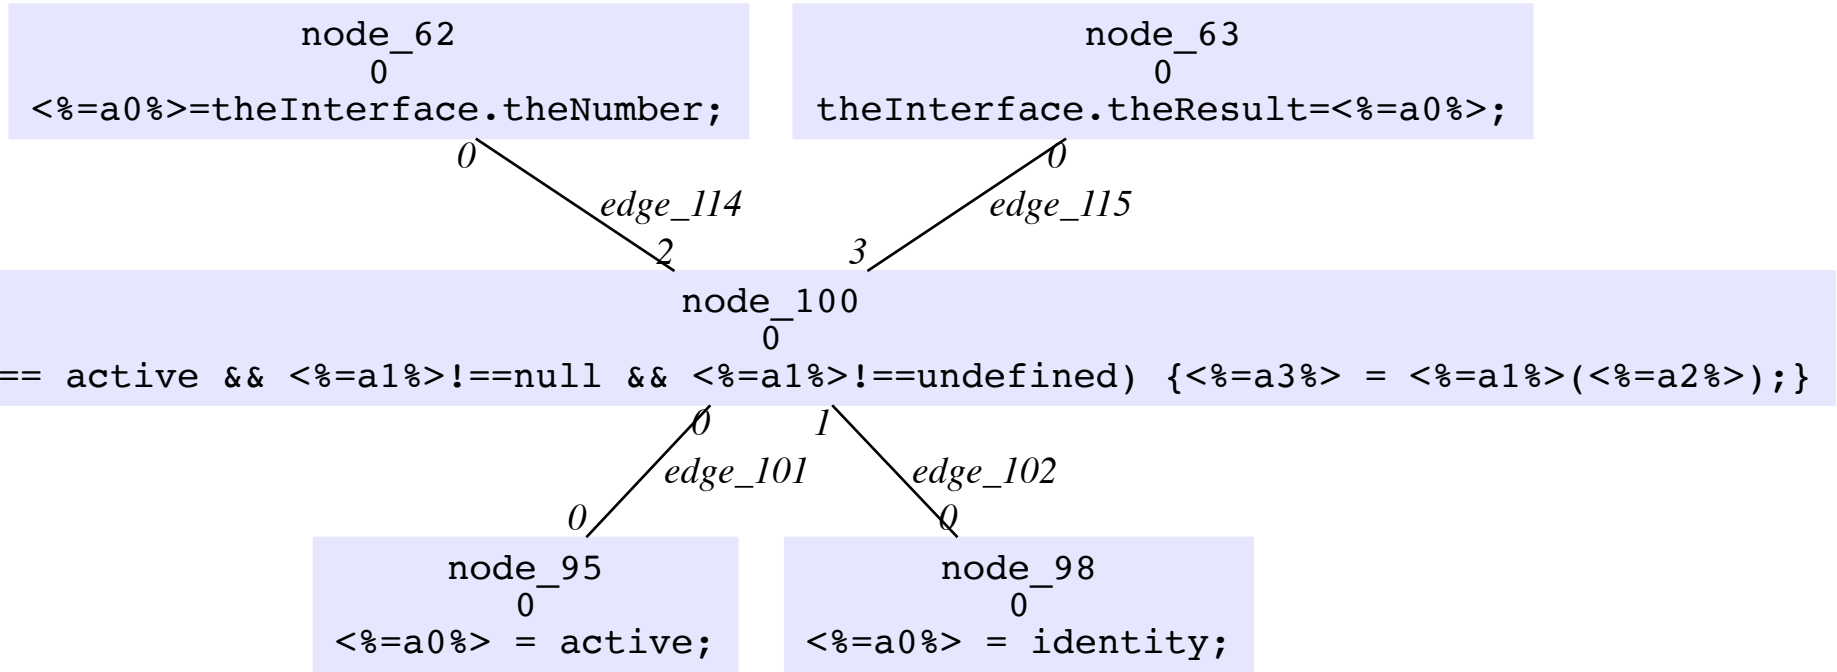 node_62
0
<%=a0%>=theInterface.theNumber;
node_63
0
theInterface.theResult=<%=a0%>;
0
0
edge_114
edge_115
2
3
node_100
0
== active && <%=a1%>!==null && <%=a1%>!==undefined) {<%=a3%> = <%=a1%>(<%=a2%>);}
0
1
edge_101
edge_102
0
0
node_95
0
<%=a0%> = active;
node_98
0
<%=a0%> = identity;